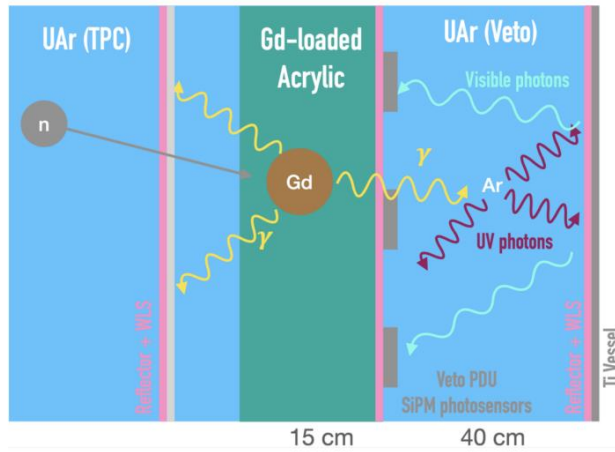 UAr (TPC)
Gd-loaded
Acrylic
UAr (Veto)
Visible photons
n
Gd
γ
Ar
γ
UV photons
Reflector + WLS
Veto PDU
SiPM photosensors
Reflector + WLS
Ti Vessel
15 cm
40 cm